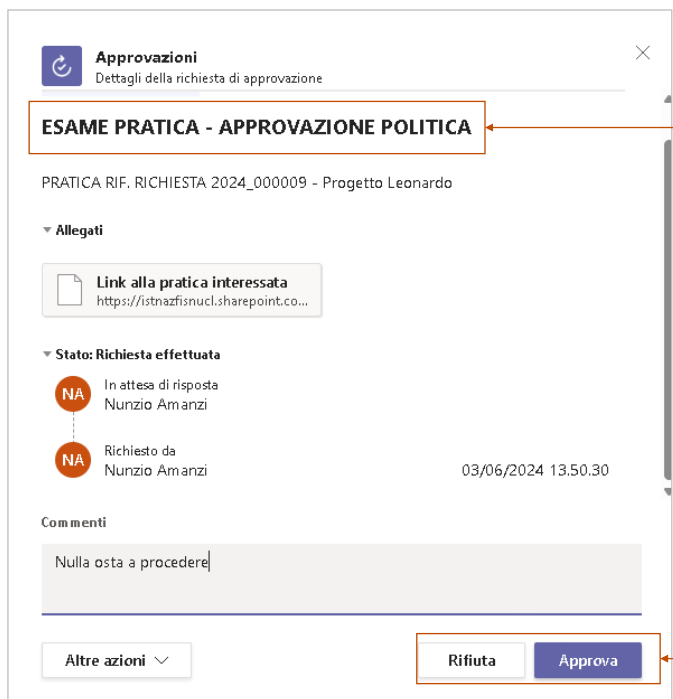 Approvazioni
Dettagli della richiesta di approvazione
ESAME PRATICA - APPROVAZIONE POLITICA
PRATICA RIF. RICHIESTA 2024_000009 - Progetto Leonardo
Allegati
Link alla pratica interessata
https://istnazfisnucl.sharepoint.co...
Stato: Richiesta effettuata
NA
In attesa di risposta
Nunzio Amanzi
NA
Richiesto da
Nunzio Amanzi
03/06/2024 13.50.30
Commenti
Nulla osta a procedere
Altre azioni
Rifiuta
Approva